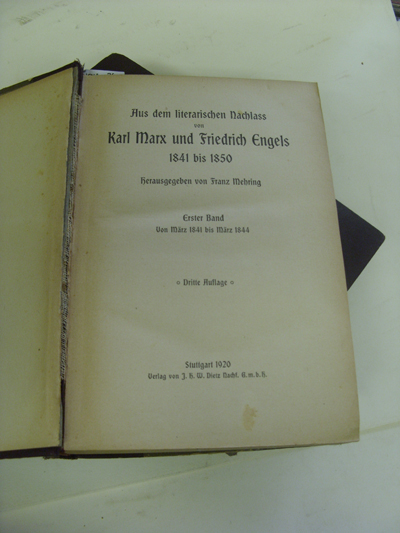 Aus dem literarischen Nachlass
von
Karl Marx und Friedrich Engels
1841 bis 1850
Herausgegeben von Franz Mehring
Erster Band
Von März 1841 bis März 1844
Dritte Auflage
Stuttgart 1920
Verlag von J. H. W. Dietz Nachf. G. m. b. H.